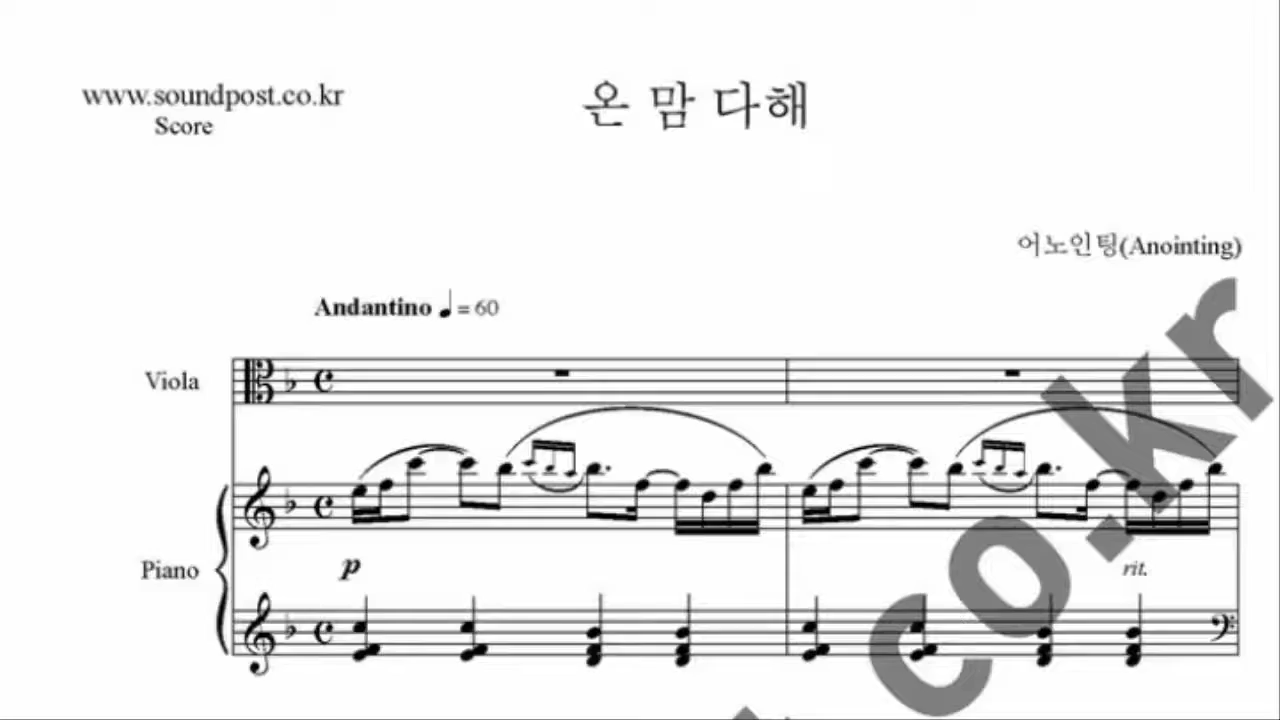 www.soundpost.co.kr
Score
온 맘 다해
어노인팅(Anointing)
Andantino ♩ = 60
Viola
Piano
p
rit.
co.kr